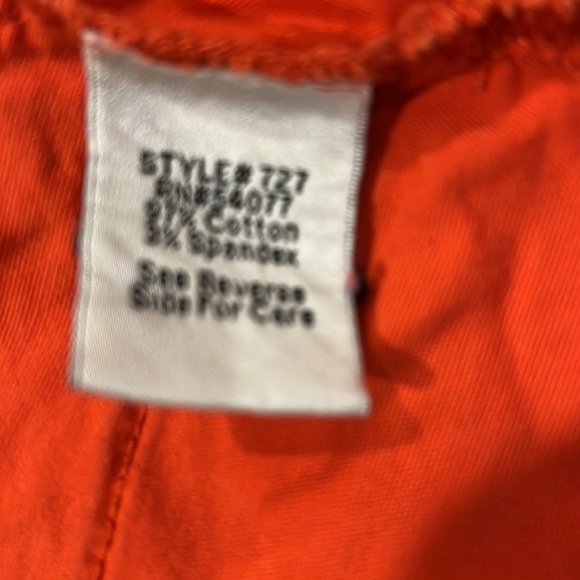 STYLE# 727
RN#54077
97% Cotton
3% Spandex
See Reverse
Side For Care